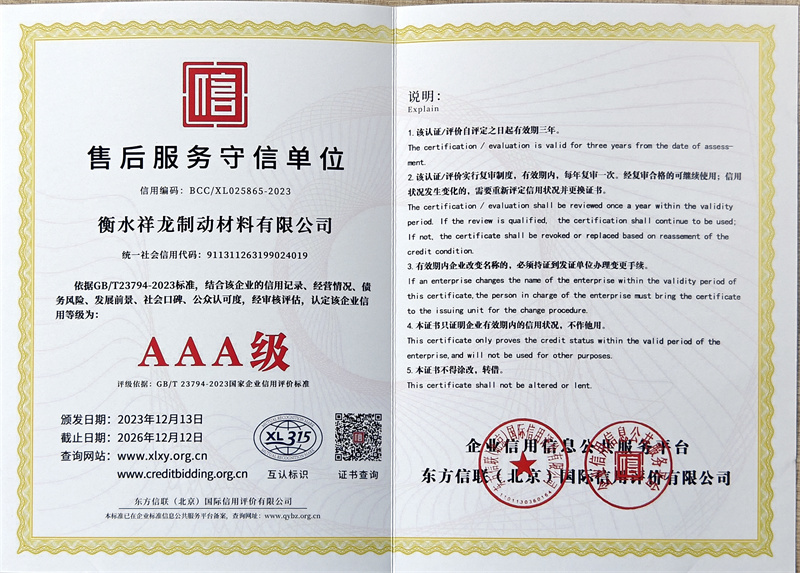 信
售后服务守信单位
信用编码：BCC/XL025865-2023
衡水祥龙制动材料有限公司
统一社会信用代码：911311263199024019
依据GB/T23794-2023标准，结合该企业的信用记录、经营情况、债
务风险、发展前景、社会口碑、公众认可度，经审核评估，认定该企业信
用等级为：
AAA级
评级依据：GB/T 23794-2023国家企业信用评价标准
颁发日期：2023年12月13日
截止日期：2026年12月12日
查询网站：www.xlxy.org.cn
www.creditbidding.org.cn
XL315
互认标识
证书查询
东方信联（北京）国际信用评价有限公司
本标准已在企业标准信息公共服务平台备案，查询网址：www.qybz.org.cn
说明：
Explain
1.该认证/评价自评定之日起有效期三年。
The certification / evaluation is valid for three years from the date of assess-
ment.
2.该认证/评价实行复审制度，有效期内，每年复审一次。经复审合格的可继续使用；信用
状况发生变化的，需要重新评定信用状况并更换证书。
The certification / evaluation shall be reviewed once a year within the validity
period. If the review is qualified, the certification shall continue to be used;
If not, the certificate shall be revoked or replaced based on reassessment of the
credit condition.
3.有效期内企业改变名称的，必须持证到发证单位办理变更手续。
If an enterprise changes the name of the enterprise within the validity period of
this certificate,the person in charge of the enterprise must bring the certificate
to the issuing unit for the change procedure.
4.本证书只证明企业有效期内的信用状况，不作他用。
This certificate only proves the credit status within the valid period of the
enterprise,and will not be used for other purposes.
5.本证书不得涂改，转借。
This certificate shall not be altered or lent.
企业信用信息公共服务平台
东方信联（北京）国际信用评价有限公司